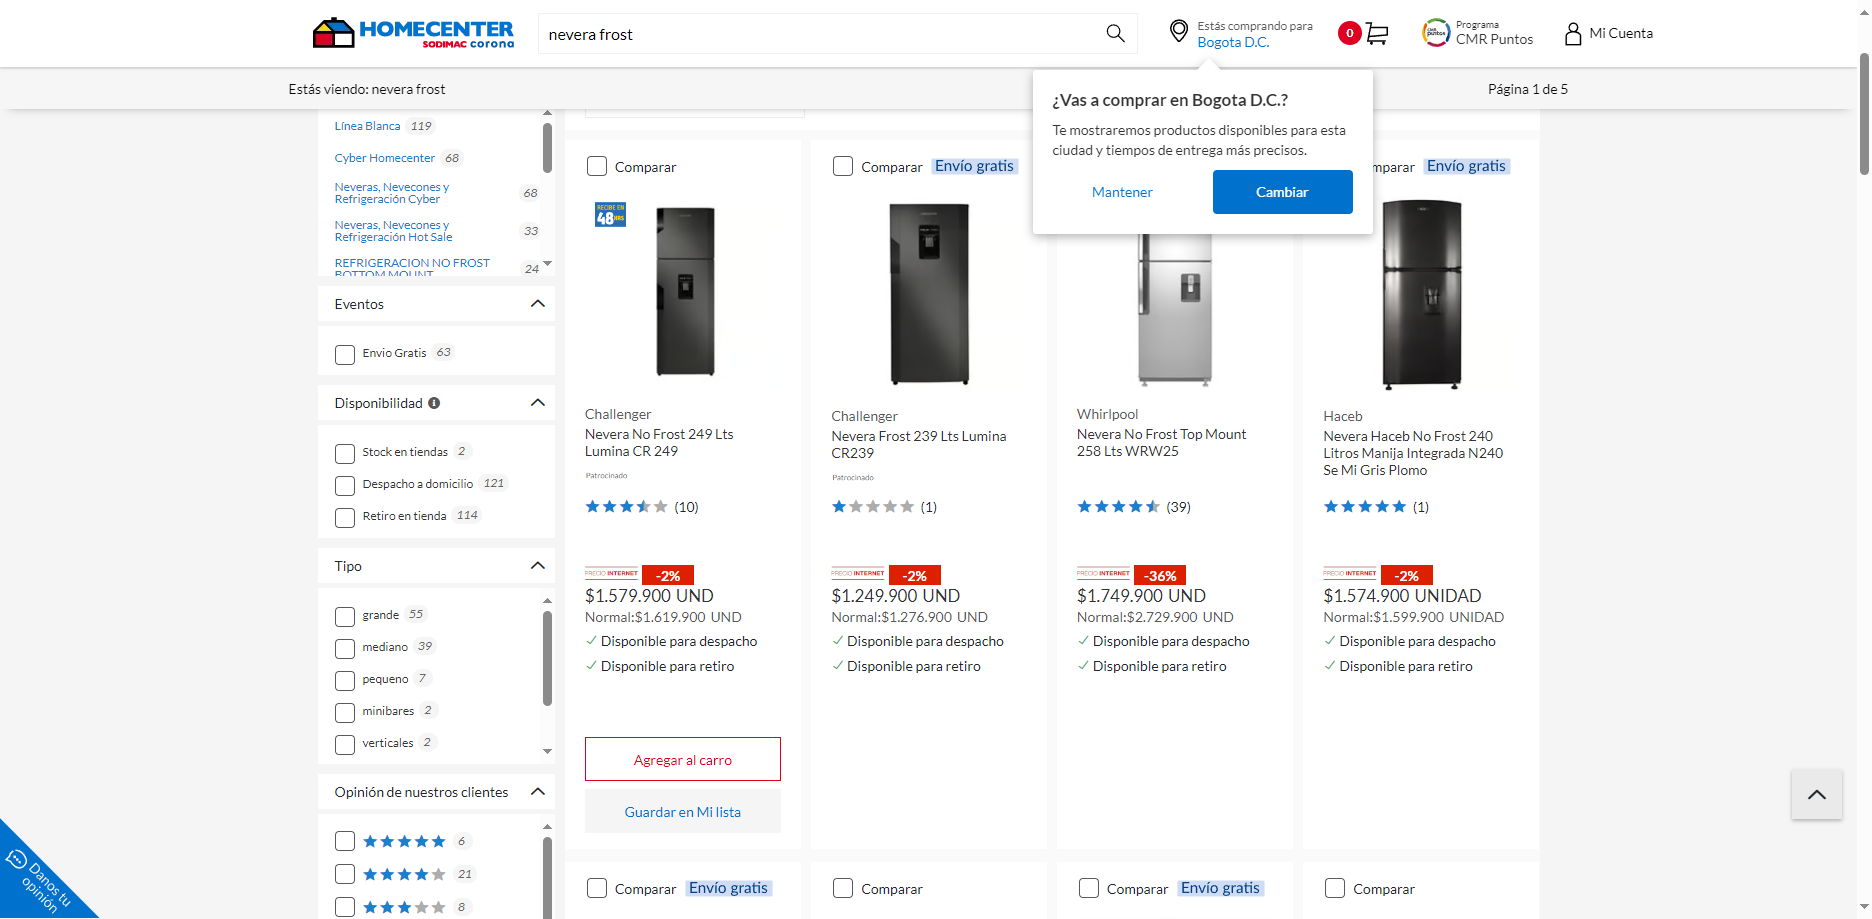 HOMECENTER
SODIMAC corona
nevera frost
Estás comprando para
Bogota D.C.
0
Programa
CMR Puntos
Mi Cuenta
Estás viendo: nevera frost
Página 1 de 5
¿Vas a comprar en Bogota D.C.?
Te mostraremos productos disponibles para esta
ciudad y tiempos de entrega más precisos.
Mantener
Cambiar
Línea Blanca 119
Cyber Homecenter 68
Neveras, Nevecones y
Refrigeración Cyber 68
Neveras, Nevecones y
Refrigeración Hot Sale 33
REFRIGERACION NO FROST
BOTTOM MOUNT 24
Eventos
Envio Gratis 63
Disponibilidad
Stock en tiendas 2
Despacho a domicilio 121
Retiro en tienda 114
Tipo
grande 55
mediano 39
pequeno 7
minibares 2
verticales 2
Opinión de nuestros clientes
6
21
8
Danos tu
opinión
Comparar
RECIBE EN
48 HRS
Challenger
Nevera No Frost 249 Lts
Lumina CR 249
Patrocinado
(10)
PRECIO INTERNET -2%
$1.579.900 UND
Normal:$1.619.900 UND
Disponible para despacho
Disponible para retiro
Agregar al carro
Guardar en Mi lista
Comparar Envío gratis
Challenger
Nevera Frost 239 Lts Lumina
CR239
Patrocinado
(1)
PRECIO INTERNET -2%
$1.249.900 UND
Normal:$1.276.900 UND
Disponible para despacho
Disponible para retiro
Whirlpool
Nevera No Frost Top Mount
258 Lts WRW25
(39)
PRECIO INTERNET -36%
$1.749.900 UND
Normal:$2.729.900 UND
Disponible para despacho
Disponible para retiro
mparar Envío gratis
Haceb
Nevera Haceb No Frost 240
Litros Manija Integrada N240
Se Mi Gris Plomo
(1)
PRECIO INTERNET -2%
$1.574.900 UNIDAD
Normal:$1.599.900 UNIDAD
Disponible para despacho
Disponible para retiro
Comparar Envío gratis
Comparar
Comparar Envío gratis
Comparar